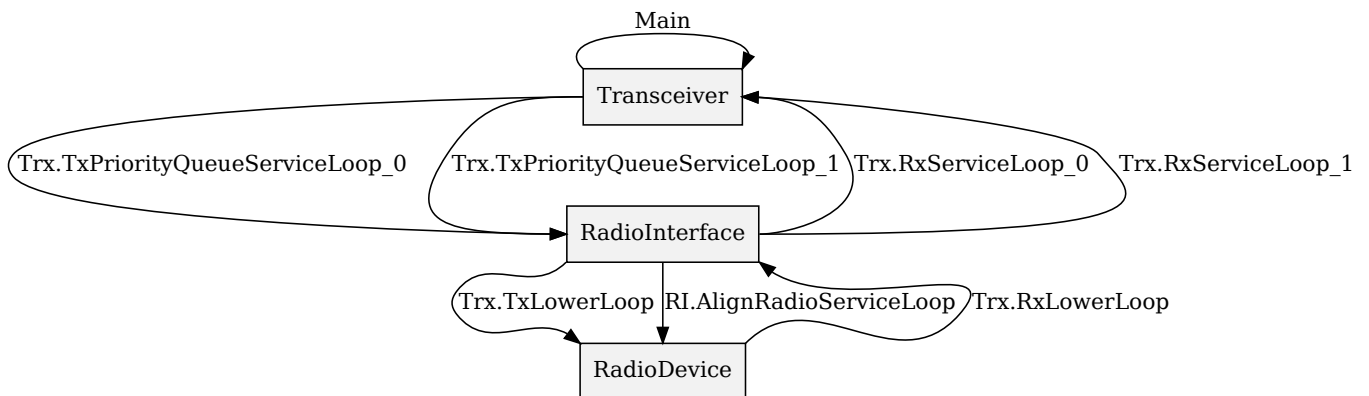 Main
Transceiver
Trx.TxPriorityQueueServiceLoop_0
Trx.TxPriorityQueueServiceLoop_1
Trx.RxServiceLoop_0
Trx.RxServiceLoop_1
RadioInterface
Trx.TxLowerLoop
RI.AlignRadioServiceLoop
Trx.RxLowerLoop
RadioDevice